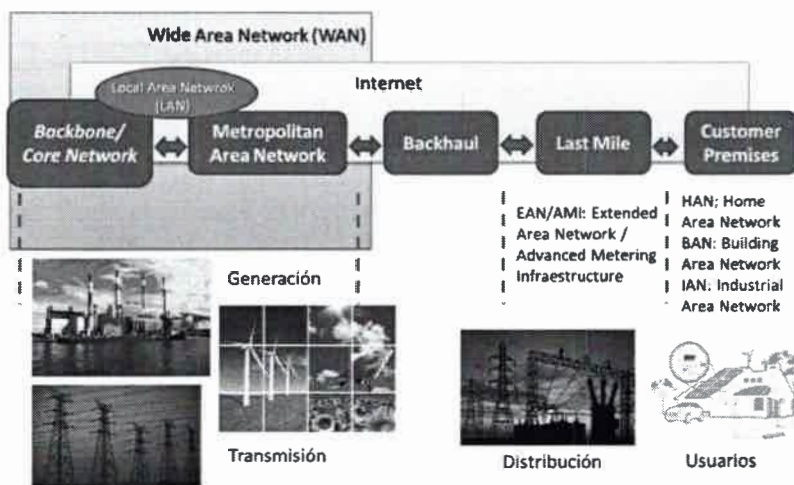 Wide Area Network (WAN)
Internet
Local Area Netwrok
(LAN)
Backbone/
Core Network
Metropolitan
Area Network
Backhaul
Last Mile
Customer
Premises
EAN/AMI: Extended
Area Network /
Advanced Metering
Infraestructure
HAN: Home
Area Network
BAN: Building
Area Network
IAN: Industrial
Area Network
Generación
Transmisión
Distribución
Usuarios